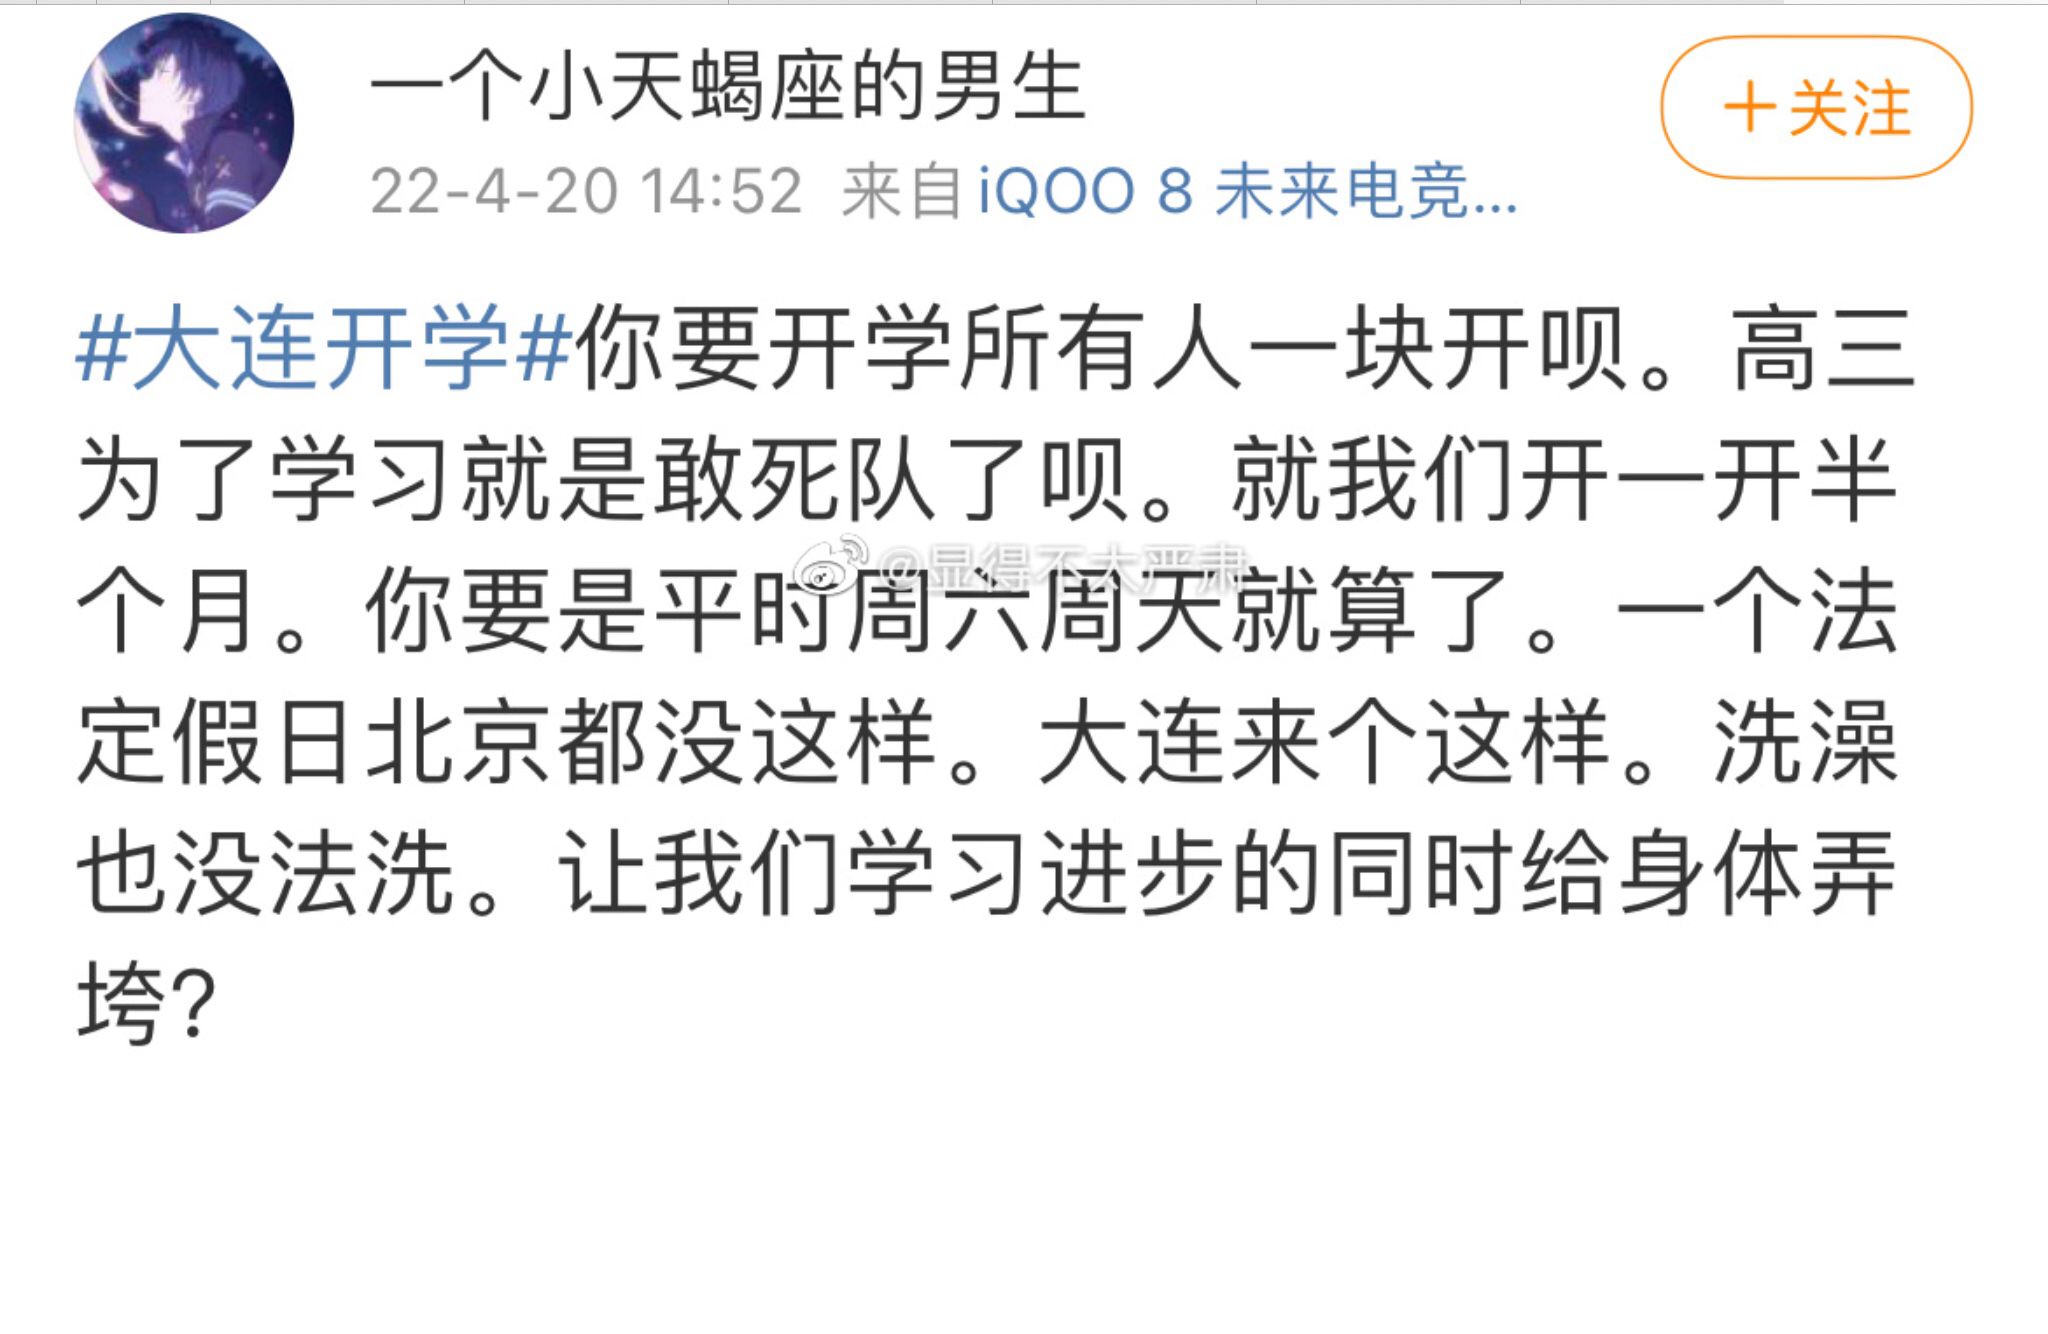 一个小天蝎座的男生
+关注
22-4-20 14:52 来自 iQOO 8 未来电竞...
#大连开学#你要开学所有人一块开呗。高三
为了学习就是敢死队了呗。就我们开一开半
@显得不太严肃
个月。你要是平时周六周天就算了。一个法
定假日北京都没这样。大连来个这样。洗澡
也没法洗。让我们学习进步的同时给身体弄
垮?